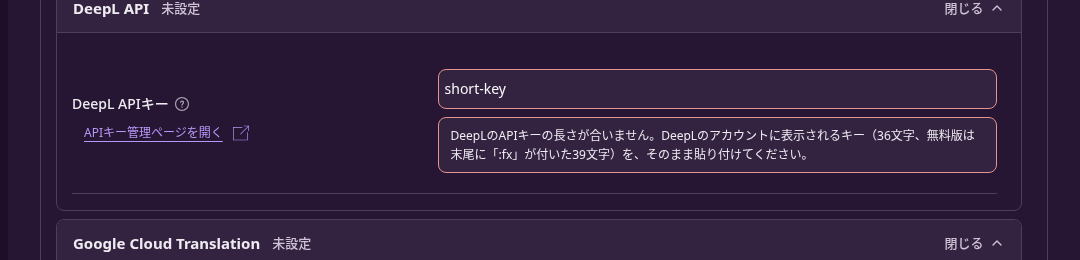 DeepL API 未設定 閉じる
short-key
DeepL APIキー ?
APIキー管理ページを開く
DeepLのAPIキーの長さが合いません。DeepLのアカウントに表示されるキー（36文字、無料版は
末尾に「:fx」が付いた39文字）を、そのまま貼り付けてください。
Google Cloud Translation 未設定 閉じる